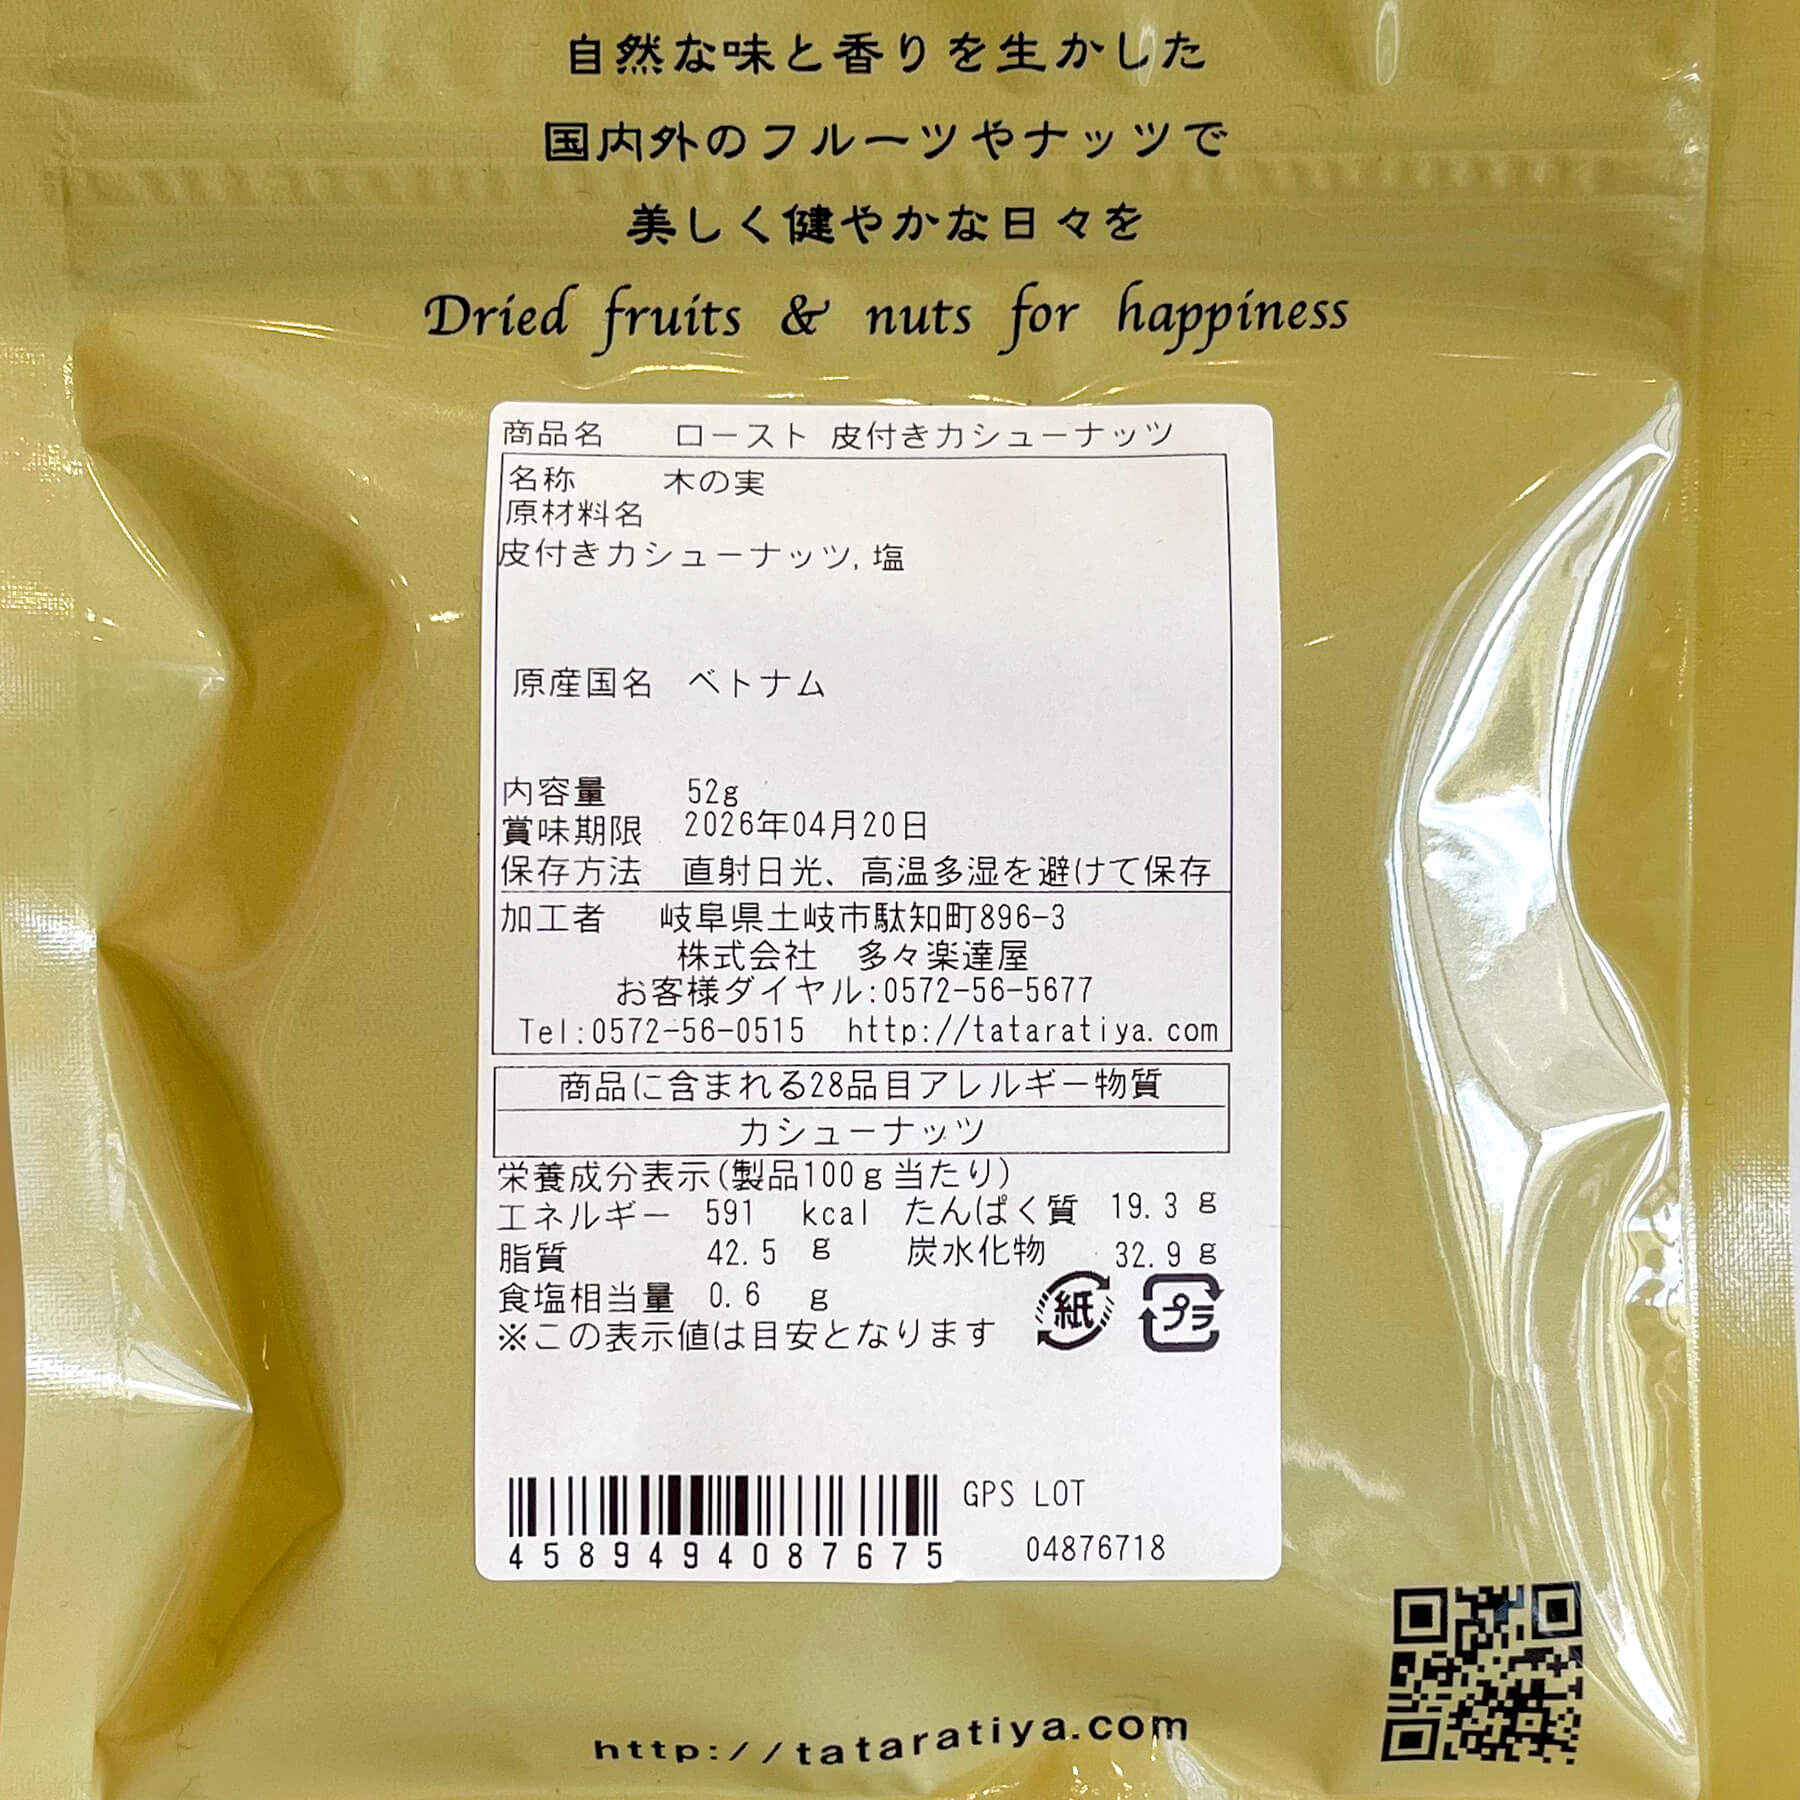 自然な味と香りを生かした
国内外のフルーツやナッツで
美しく健やかな日々を
Dried fruits & nuts for happiness
商品名 ロースト 皮付きカシューナッツ
名称 木の実
原材料名
皮付きカシューナッツ,塩
原産国名 ベトナム
内容量 52g
賞味期限 2026年04月20日
保存方法 直射日光、高温多湿を避けて保存
加工者 岐阜県土岐市駄知町896-3
株式会社 多々楽達屋
お客様ダイヤル:0572-56-5677
Tel:0572-56-0515 http://tataratiya.com
商品に含まれる28品目アレルギー物質
カシューナッツ
栄養成分表示(製品100g当たり)
エネルギー 591 kcal たんぱく質 19.3 g
脂質 42.5 g 炭水化物 32.9 g
食塩相当量 0.6 g
※この表示値は目安となります
紙 プラ
GPS LOT
4589494087675 04876718
http://tataratiya.com